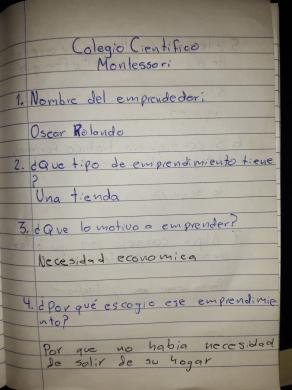 Colegio Cientifico
Montessori
1. Nombre del emprendedor:
Oscar Rolando
2. ¿Que tipo de emprendimiento tiene
?
Una tienda
3. ¿Que lo motivo a emprender?
Necesidad economica
4. ¿Por qué escogio ese emprendimie
nto?
Por que no habia necesidad
de salir de su hogar